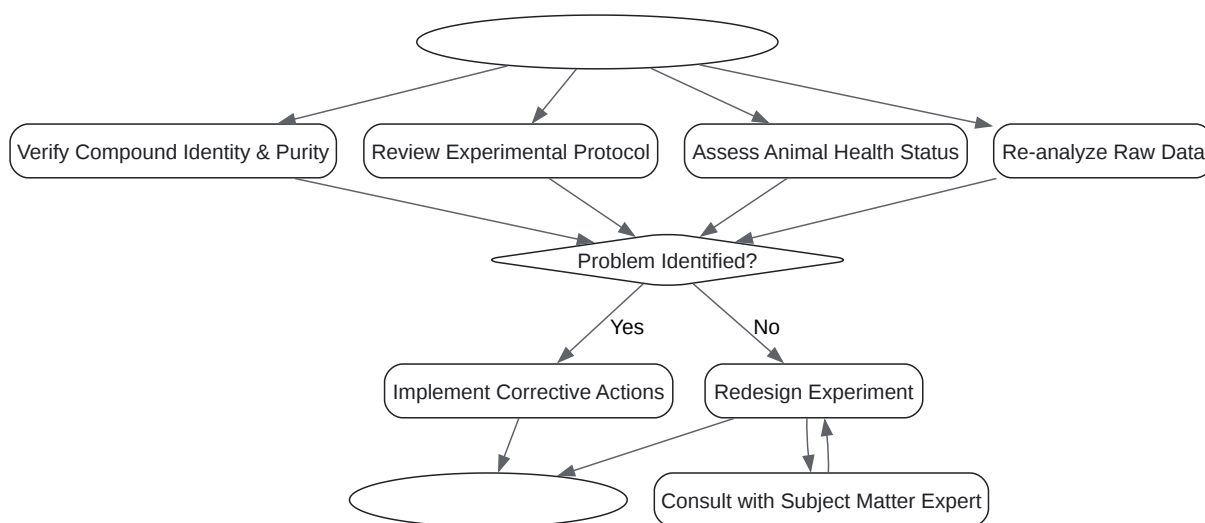 Verify Compound Identity & Purity
Review Experimental Protocol
Assess Animal Health Status
Re-analyze Raw Data
Problem Identified?
Yes
No
Implement Corrective Actions
Redesign Experiment
Consult with Subject Matter Expert